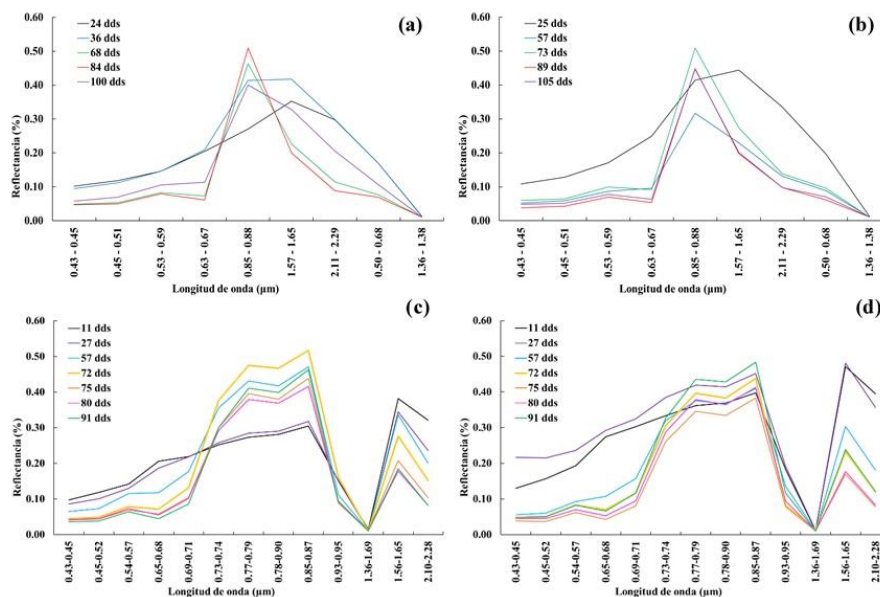 (a)
24 dds
36 dds
68 dds
84 dds
100 dds
Reflectancia (%)
0.60
0.50
0.40
0.30
0.20
0.10
0.00
0.43 - 0.45
0.45 - 0.51
0.53 - 0.59
0.63 - 0.67
0.85 - 0.88
1.57 - 1.65
2.11 - 2.29
0.50 - 0.68
1.36 - 1.38
Longitud de onda (µm)
(b)
25 dds
57 dds
73 dds
89 dds
105 dds
Reflectancia (%)
0.60
0.50
0.40
0.30
0.20
0.10
0.00
0.43 - 0.45
0.45 - 0.51
0.53 - 0.59
0.63 - 0.67
0.85 - 0.88
1.57 - 1.65
2.11 - 2.29
0.50 - 0.68
1.36 - 1.38
Longitud de onda (µm)
(c)
11 dds
27 dds
57 dds
72 dds
75 dds
80 dds
91 dds
Reflectancia (%)
0.60
0.50
0.40
0.30
0.20
0.10
0.00
0.43-0.45
0.45-0.52
0.54-0.57
0.65-0.68
0.69-0.71
0.73-0.74
0.77-0.79
0.78-0.90
0.85-0.87
0.93-0.95
1.36-1.69
1.56-1.65
2.10-2.28
Longitud de onda (µm)
(d)
11 dds
27 dds
57 dds
72 dds
75 dds
80 dds
91 dds
Reflectancia (%)
0.60
0.50
0.40
0.30
0.20
0.10
0.00
0.43-0.45
0.45-0.52
0.54-0.57
0.65-0.68
0.69-0.71
0.73-0.74
0.77-0.79
0.78-0.90
0.85-0.87
0.93-0.95
1.36-1.69
1.56-1.65
2.10-2.28
Longitud de onda (µm)